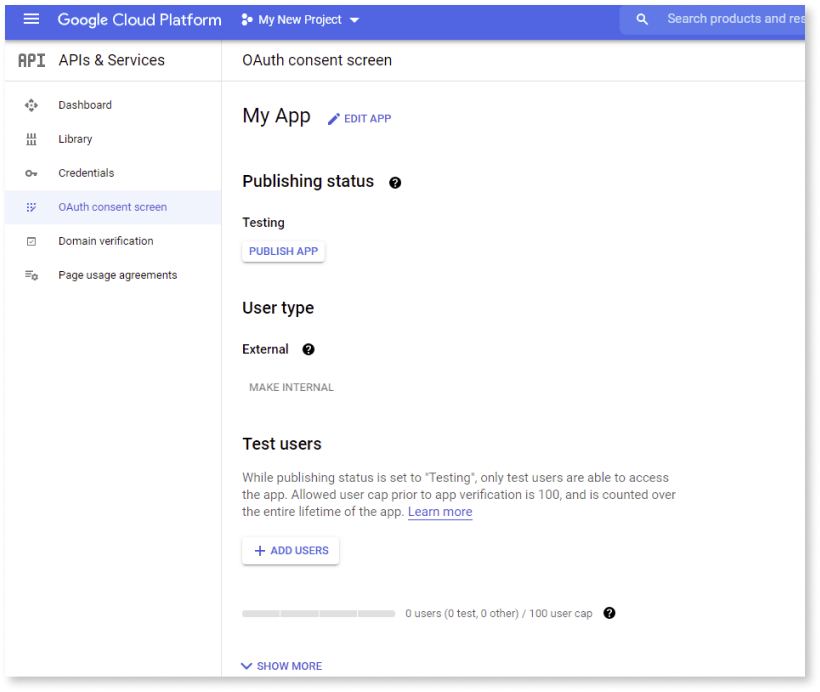 Google Cloud Platform My New Project Search products and res
API APIs & Services OAuth consent screen
Dashboard
Library
Credentials
OAuth consent screen
Domain verification
Page usage agreements
My App EDIT APP
Publishing status ?
Testing
PUBLISH APP
User type
External ?
MAKE INTERNAL
Test users
While publishing status is set to "Testing", only test users are able to access
the app. Allowed user cap prior to app verification is 100, and is counted over
the entire lifetime of the app. Learn more
+ ADD USERS
0 users (0 test, 0 other) / 100 user cap ?
SHOW MORE